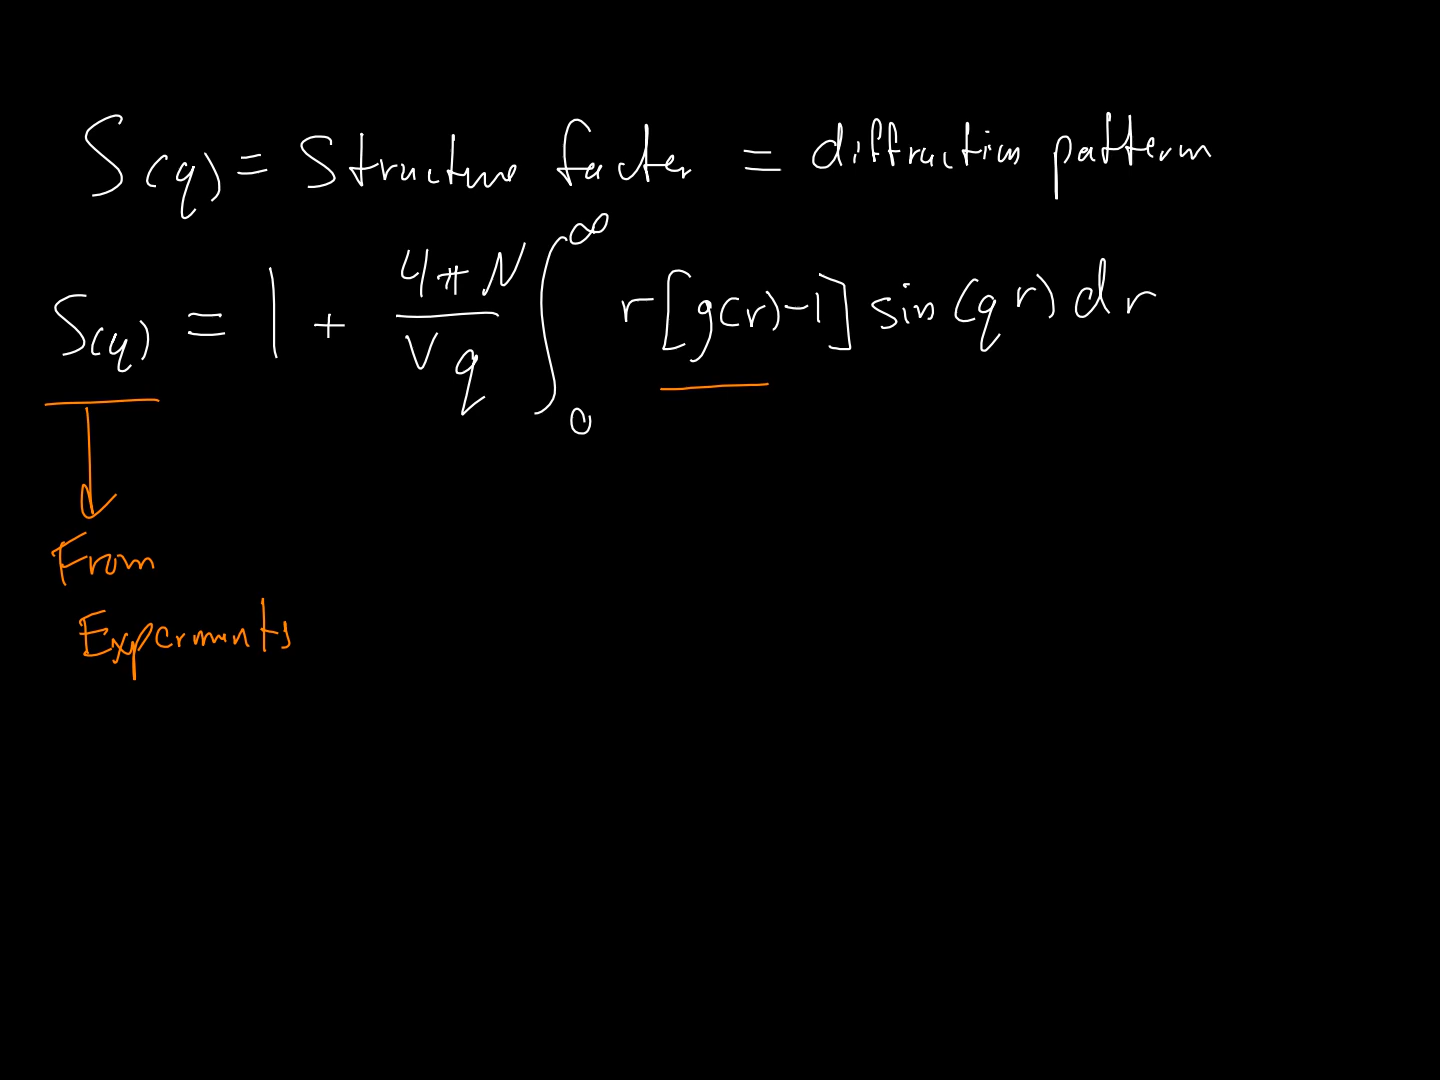 S(q) = Structure factor = diffraction pattern
S(q) = 1 + 4πN / Vq ∫₀^∞ r[g(r)-1] sin(qr) dr
From
Experiments